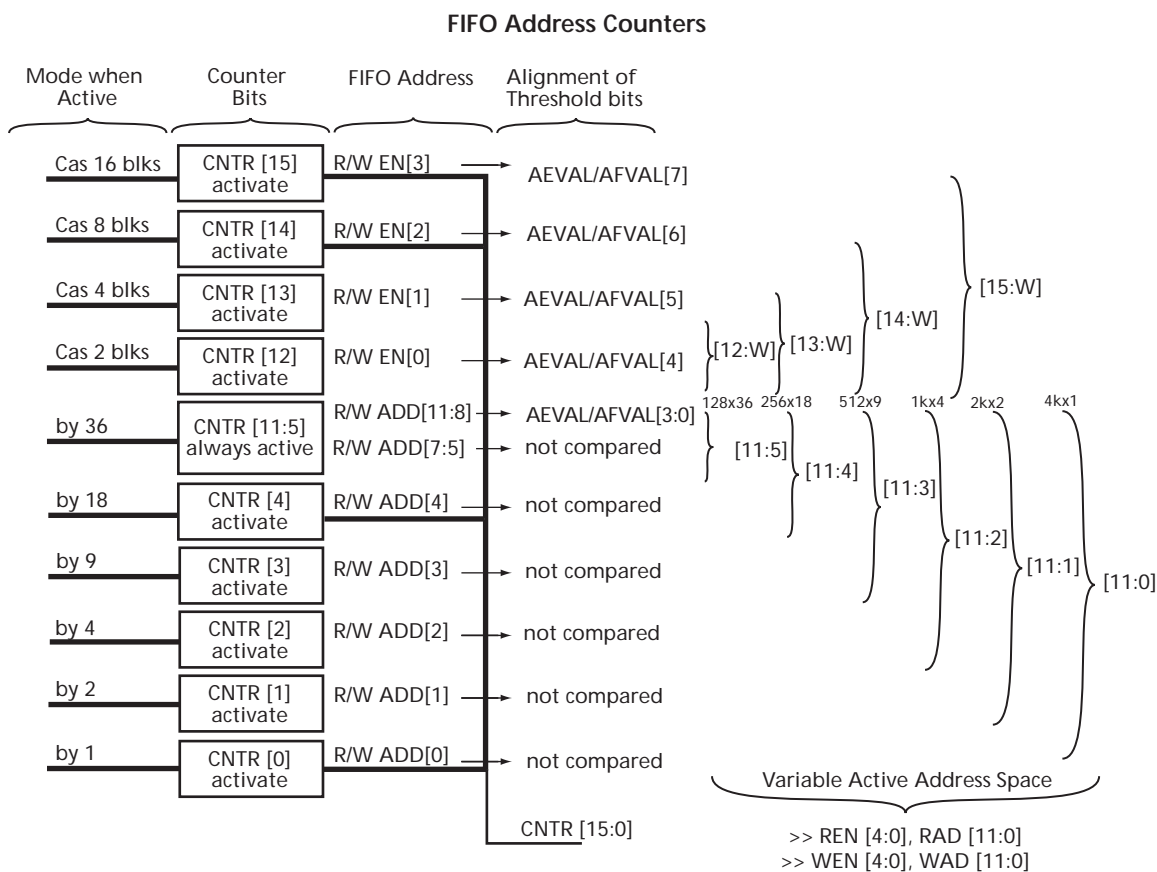 FIFO Address Counters
Mode when
Active
Counter
Bits
FIFO Address
Alignment of
Threshold bits
Cas 16 blks
CNTR [15]
activate
R/W EN[3]
AEVAL/AFVAL[7]
Cas 8 blks
CNTR [14]
activate
R/W EN[2]
AEVAL/AFVAL[6]
Cas 4 blks
CNTR [13]
activate
R/W EN[1]
AEVAL/AFVAL[5]
Cas 2 blks
CNTR [12]
activate
R/W EN[0]
AEVAL/AFVAL[4]
by 36
CNTR [11:5]
always active
R/W ADD[11:8]
AEVAL/AFVAL[3:0]
R/W ADD[7:5]
not compared
by 18
CNTR [4]
activate
R/W ADD[4]
not compared
by 9
CNTR [3]
activate
R/W ADD[3]
not compared
by 4
CNTR [2]
activate
R/W ADD[2]
not compared
by 2
CNTR [1]
activate
R/W ADD[1]
not compared
by 1
CNTR [0]
activate
R/W ADD[0]
not compared
CNTR [15:0]
[12:W]
[13:W]
[14:W]
[15:W]
128x36
256x18
512x9
1kx4
2kx2
4kx1
[11:5]
[11:4]
[11:3]
[11:2]
[11:1]
[11:0]
Variable Active Address Space
>> REN [4:0], RAD [11:0]
>> WEN [4:0], WAD [11:0]